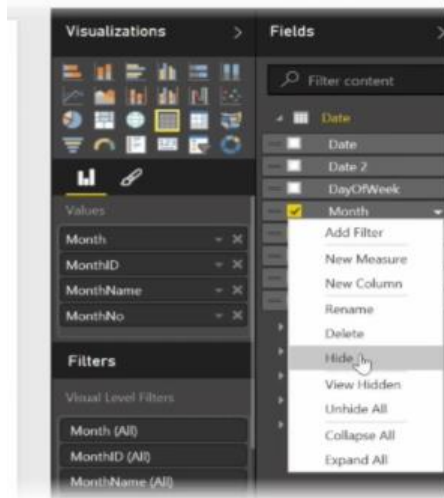 Visualizations
Values
Month
MonthID
MonthName
MonthNo
Filters
Visual Level Filters
Month (All)
MonthID (All)
MonthName (All)
Fields
Filter content
Date
Date
Date 2
DayOfWeek
Month
Add Filter
New Measure
New Column
Rename
Delete
Hide
View Hidden
Unhide All
Collapse All
Expand All